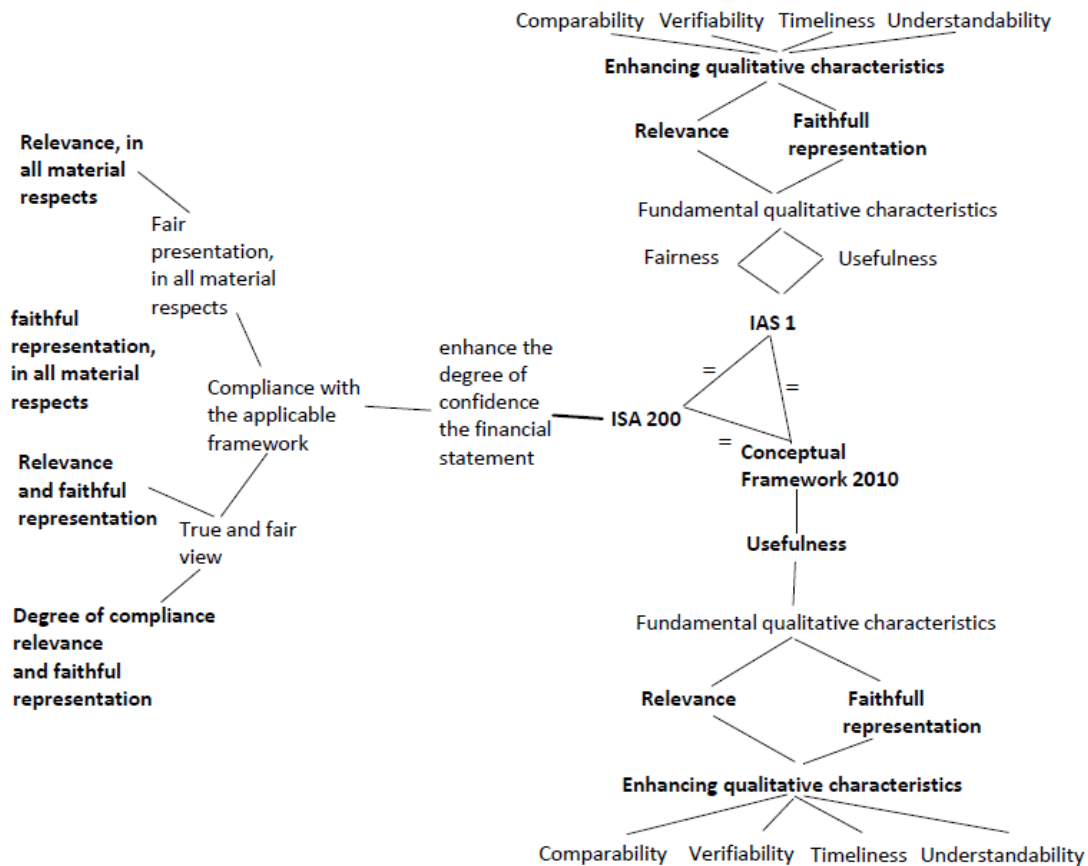 Comparability Verifiability Timeliness Understandability
Enhancing qualitative characteristics
Relevance
Faithfull
representation
Fundamental qualitative characteristics
Fairness
Usefulness
IAS 1
=
=
=
ISA 200
Conceptual
Framework 2010
Usefulness
Fundamental qualitative characteristics
Relevance
Faithfull
representation
Enhancing qualitative characteristics
Comparability Verifiability Timeliness Understandability
enhance the
degree of
confidence
the financial
statement
Compliance with
the applicable
framework
Relevance, in
all material
respects
Fair
presentation,
in all material
respects
faithful
representation,
in all material
respects
Relevance
and faithful
representation
True and fair
view
Degree of compliance
relevance
and faithful
representation